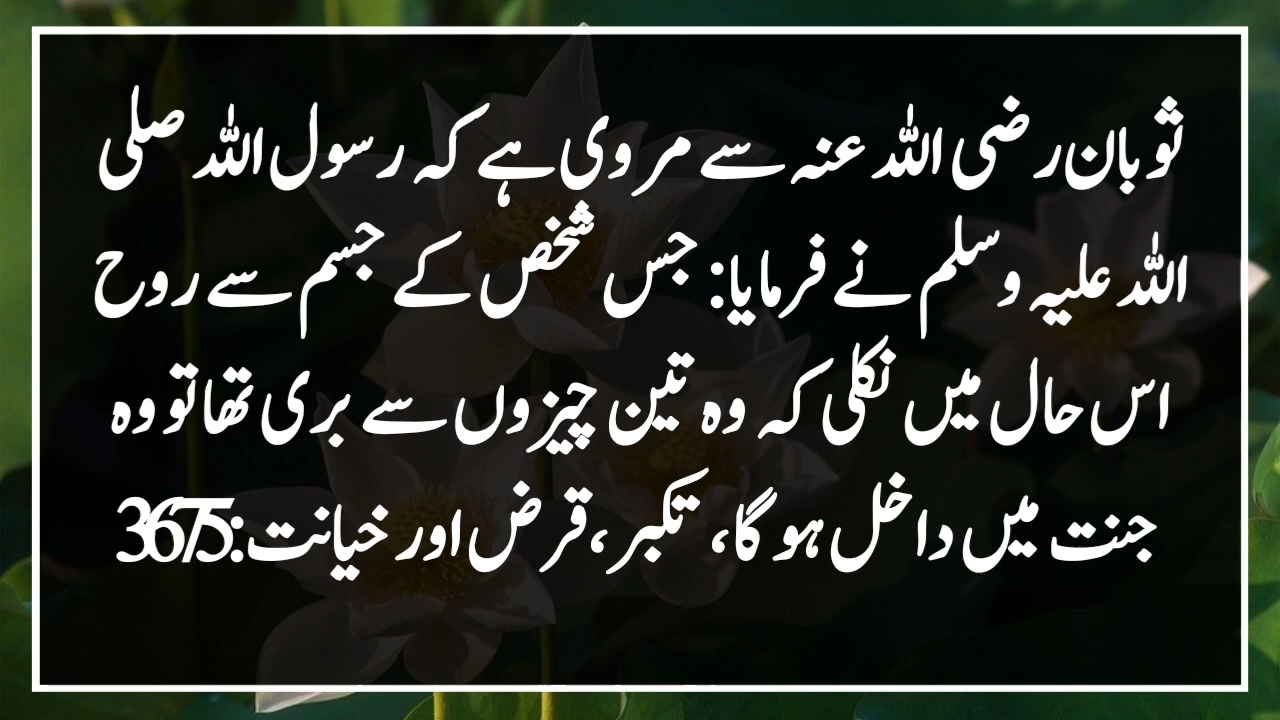 ثوبان رضی اللہ عنہ سے مروی ہے کہ رسول اللہ صلی
اللہ علیہ وسلم نے فرمایا: جس شخص کے جسم سے روح
اس حال میں نکلی کہ وہ تین چیزوں سے بری تھا تو وہ
جنت میں داخل ہو گا، تکبر، قرض اور خیانت:3675